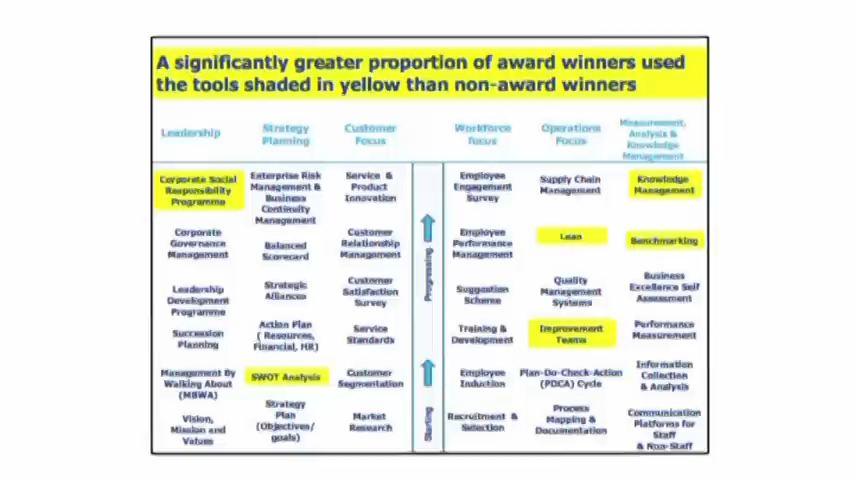 A significantly greater proportion of award winners used
the tools shaded in yellow than non-award winners
Leadership
Strategy
Planning
Customer
Focus
Workforce
focus
Operations
Focus
Measurement,
Analysis &
Knowledge
Management
Corporate Social
Responsibility
Programme
Enterprise Risk
Management &
Business
Continuity
Management
Service &
Product
Innovation
Employee
Engagement
Survey
Supply Chain
Management
Knowledge
Management
Corporate
Governance
Management
Balanced
Scorecard
Customer
Relationship
Management
Progressing
Employee
Performance
Management
Lean
Benchmarking
Leadership
Development
Programme
Strategic
Alliances
Customer
Satisfaction
Survey
Suggestion
Scheme
Quality
Management
Systems
Business
Excellence Self
Assessment
Succession
Planning
Action Plan
( Resources,
Financial, HR)
Service
Standards
Training &
Development
Improvement
Teams
Performance
Measurement
Management By
Walking About
(MBWA)
SWOT Analysis
Customer
Segmentation
Employee
Induction
Plan-Do-Check-Action
(PDCA) Cycle
Information
Collection
& Analysis
Vision,
Mission and
Values
Strategy
Plan
(Objectives/
goals)
Market
Research
Starting
Recruitment &
Selection
Process
Mapping &
Documentation
Communication
Platforms for
Staff
& Non-Staff